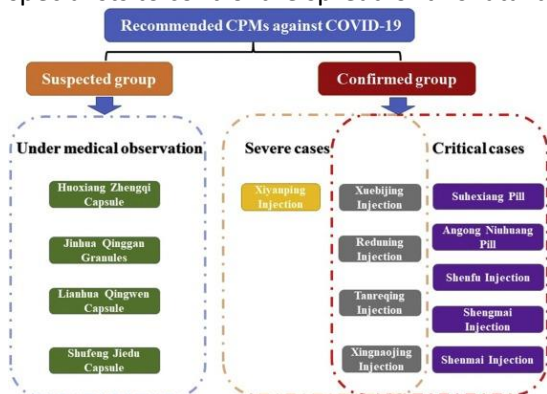 Recommended CPMs against COVID-19
Suspected group
Confirmed group
Under medical observation
Severe cases
Critical cases
Huoxiang Zhengqi
Capsule
Jinhua Qinggan
Granules
Lianhua Qingwen
Capsule
Shufeng Jiedu
Capsule
Xiyanping
Injection
Xuebijing
Injection
Reduning
Injection
Tanreqing
Injection
Xingnaojing
Injection
Suhexiang Pill
Angong Niuhuang
Pill
Shenfu Injection
Shengmai
Injection
Shenmai Injection